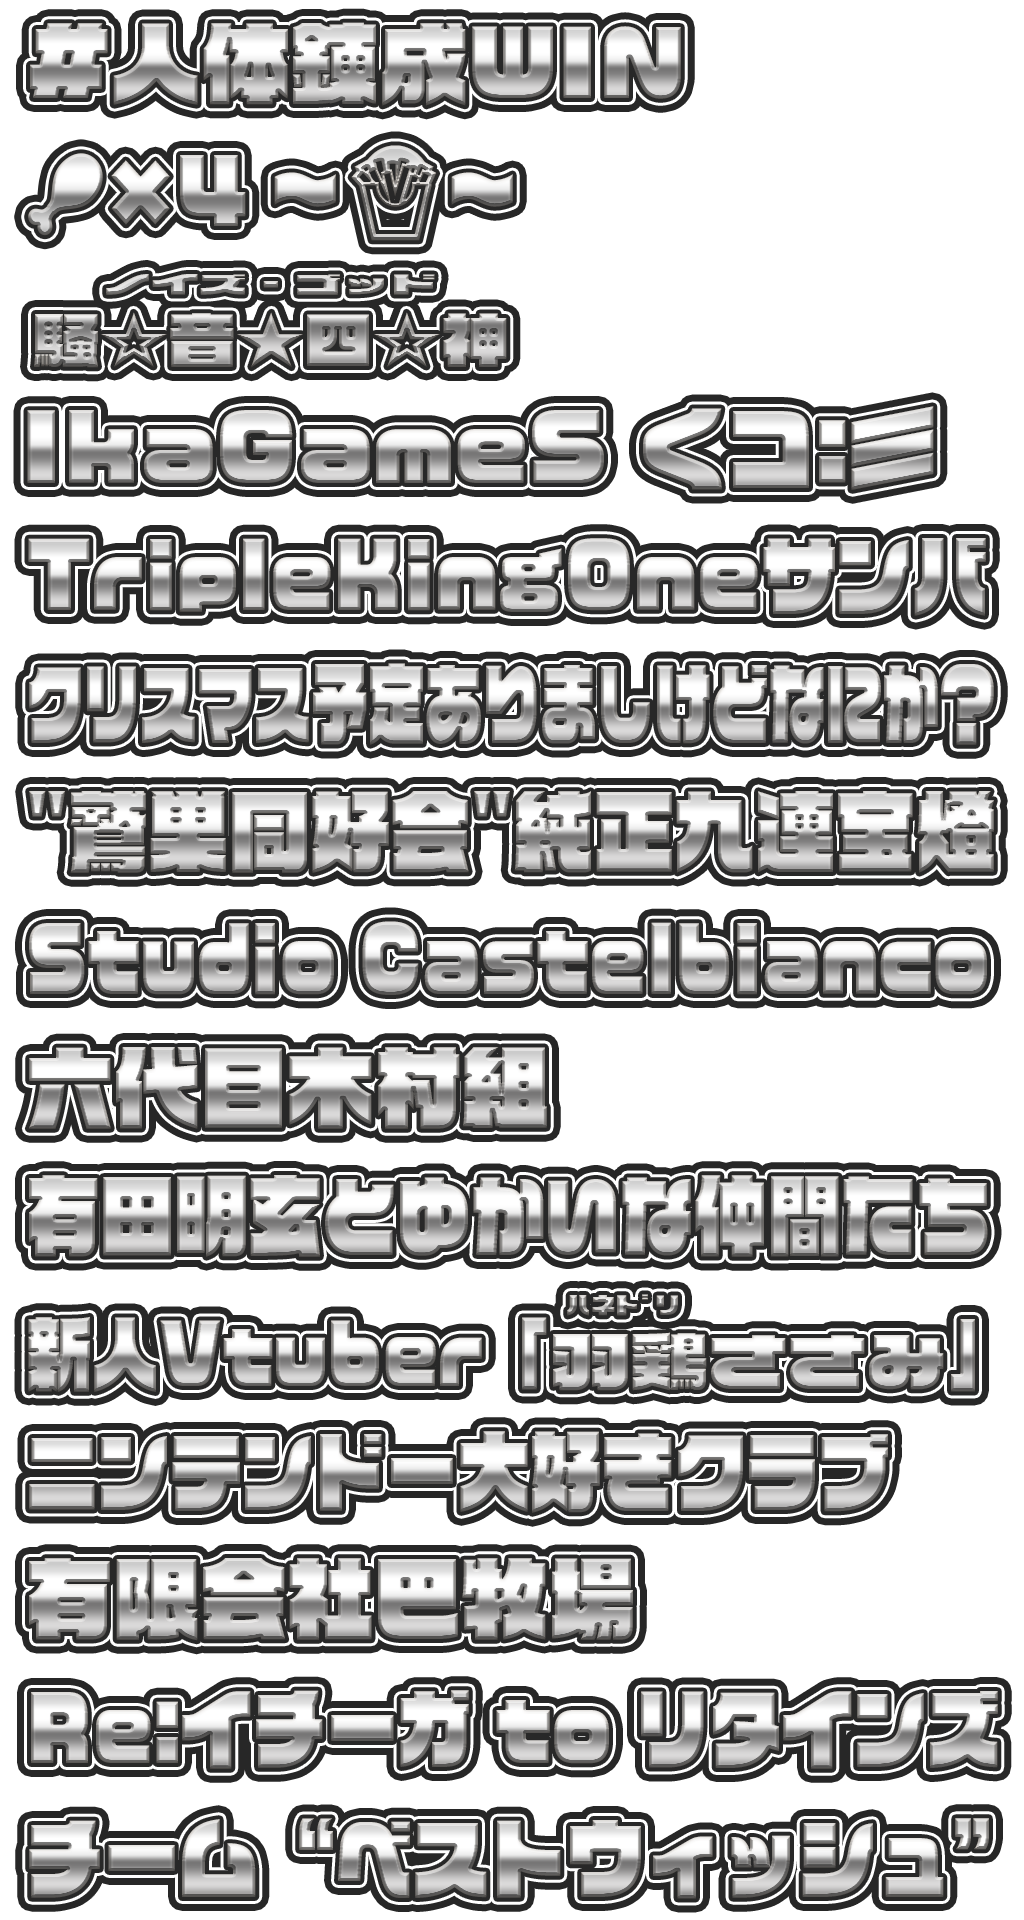 #人体錬成WIN
🍗×4 ～🍟～
ノイズ・ゴッド
騒☆音★四☆神
IkaGameS くコ:彡
TripleKingOneサンバ
クリスマス予定ありましけどなにか？
"驚異同好会"純正九連宝燈
Studio Castelbianco
六代目木村組
有田明玄とゆかいな仲間たち
ハネドリ
新人Vtuber「羽鶏ささみ」
ニンテンドー大好きクラブ
有限会社巴牧場
Re:イチーガ to リターインズ
チーム “ベストウィッシュ”